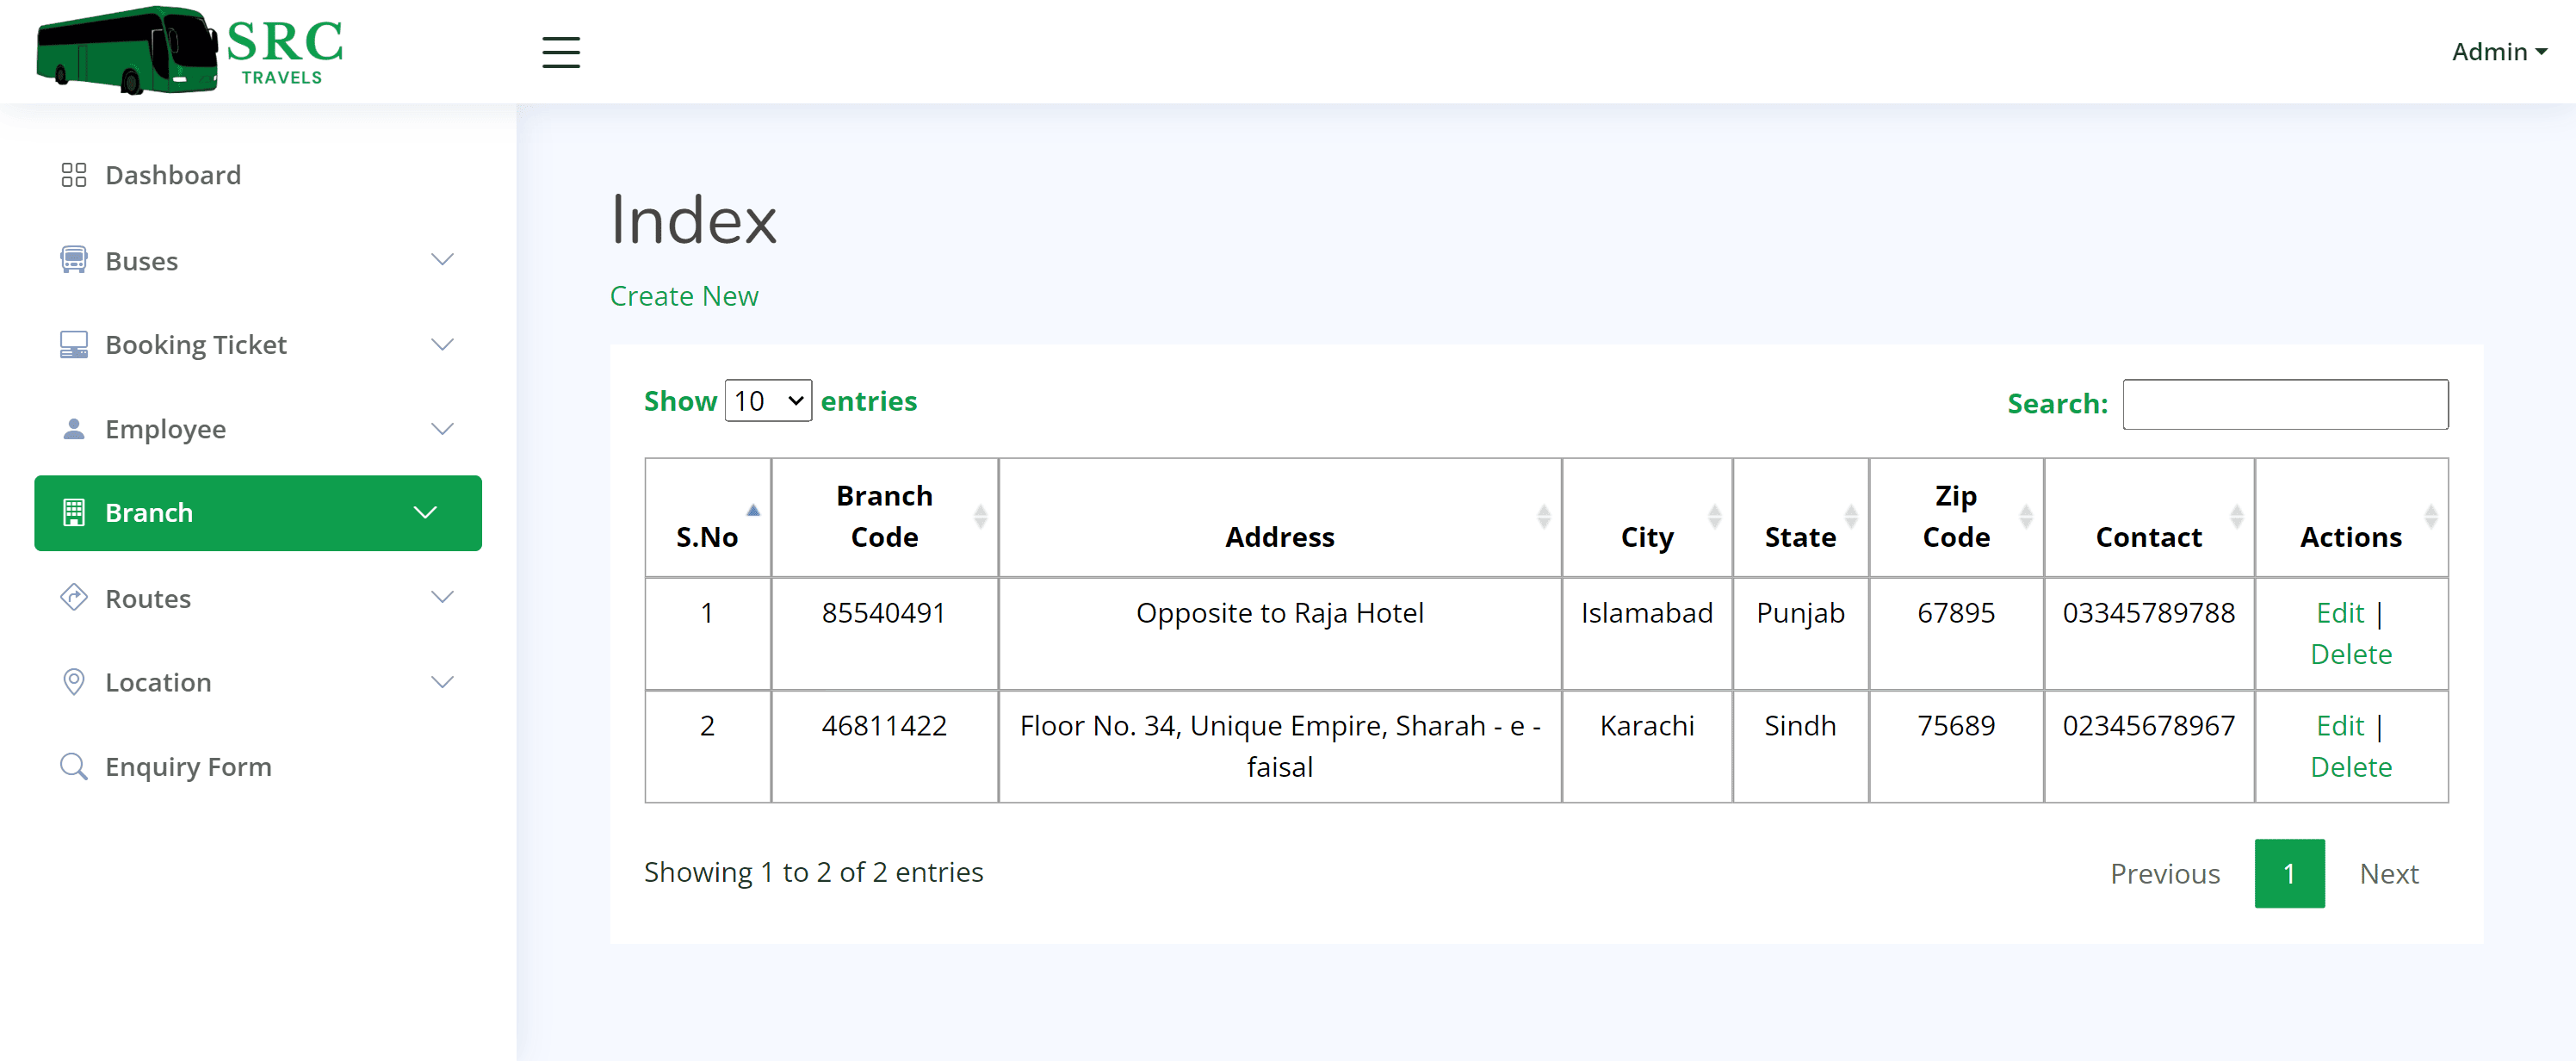 SRC
TRAVELS
Admin
Dashboard
Buses
Booking Ticket
Employee
Branch
Routes
Location
Enquiry Form
Index
Create New
Show 10 entries
Search:
S.No Branch Code Address City State Zip Code Contact Actions
1 85540491 Opposite to Raja Hotel Islamabad Punjab 67895 03345789788 Edit |
Delete
2 46811422 Floor No. 34, Unique Empire, Sharah - e - Karachi Sindh 75689 02345678967 Edit |
faisal Delete
Showing 1 to 2 of 2 entries
Previous 1 Next